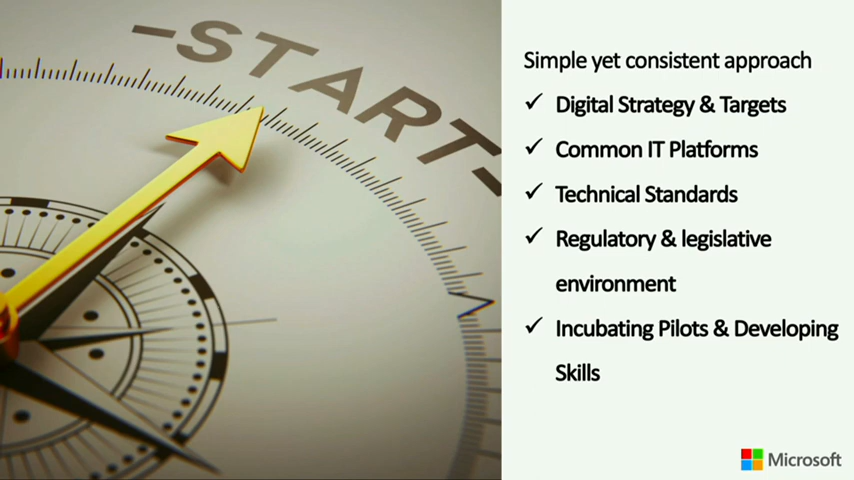 -START-
Simple yet consistent approach
✓ Digital Strategy & Targets
✓ Common IT Platforms
✓ Technical Standards
✓ Regulatory & legislative
environment
✓ Incubating Pilots & Developing
Skills
Microsoft